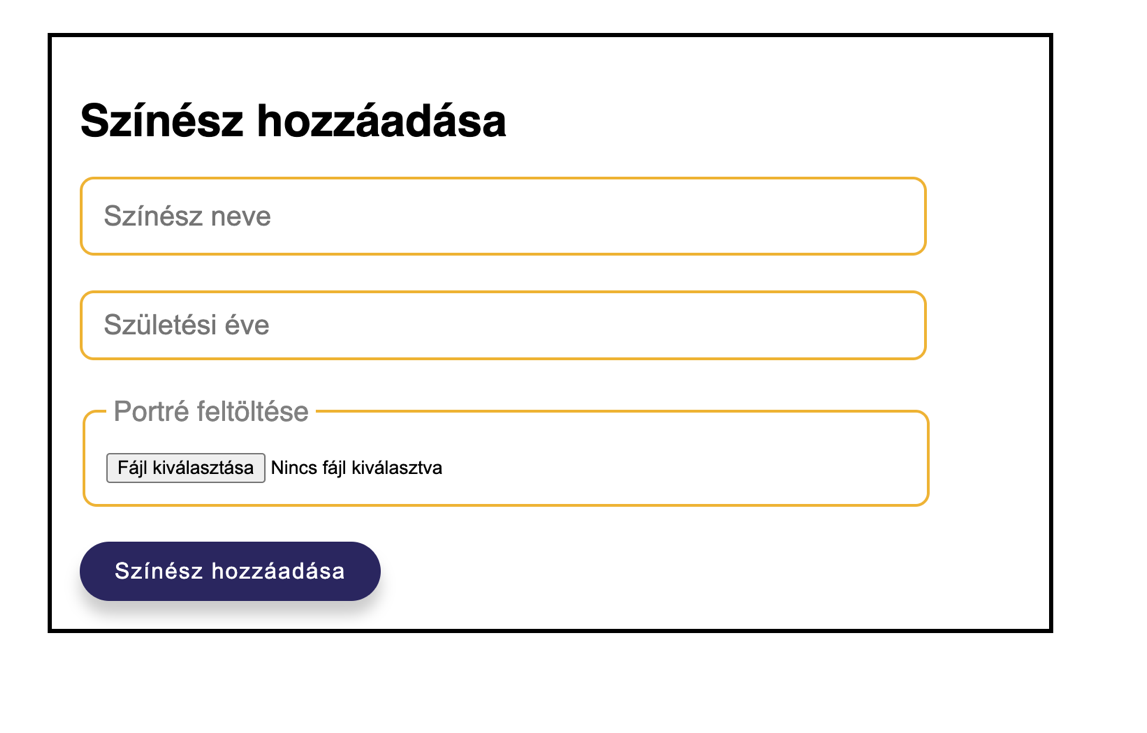 Színész hozzáadása
Színész neve
Születési éve
Portré feltöltése
Fájl kiválasztása Nincs fájl kiválasztva
Színész hozzáadása